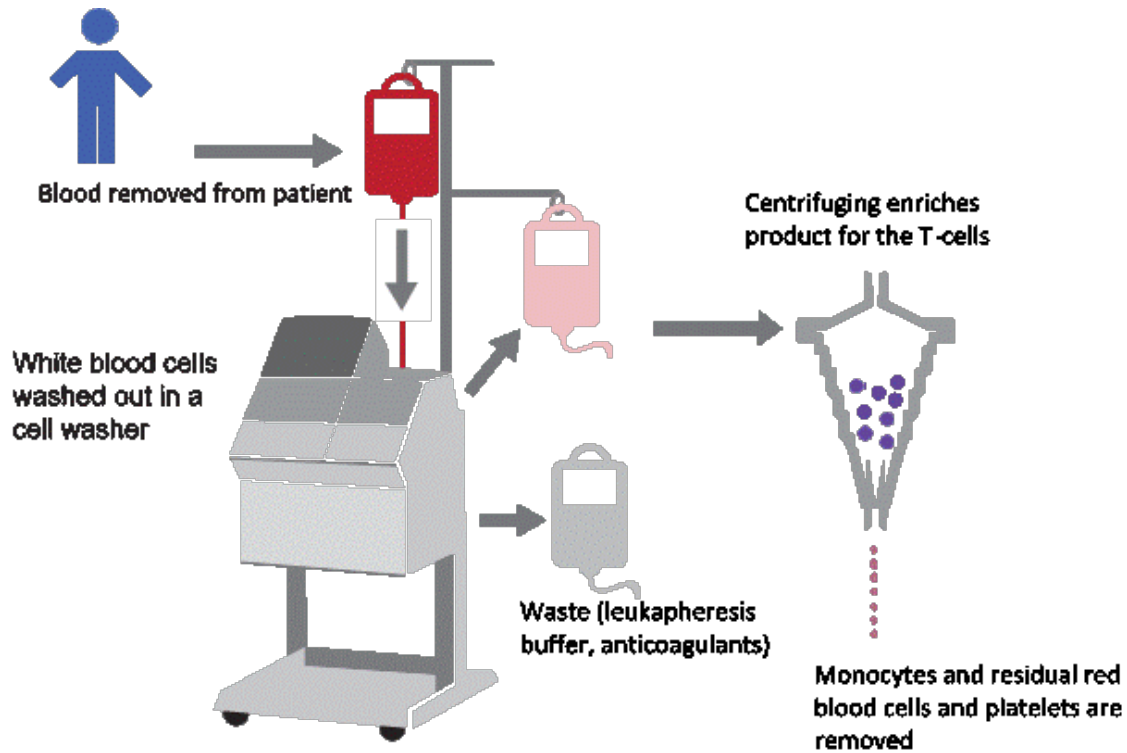 Blood removed from patient
Centrifuging enriches
product for the T-cells
White blood cells
washed out in a
cell washer
Waste (leukapheresis
buffer, anticoagulants)
Monocytes and residual red
blood cells and platelets are
removed